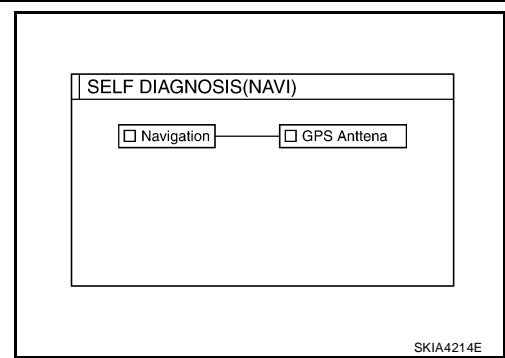 SELF DIAGNOSIS(NAVI)
Navigation
GPS Anttena
SKIA4214E